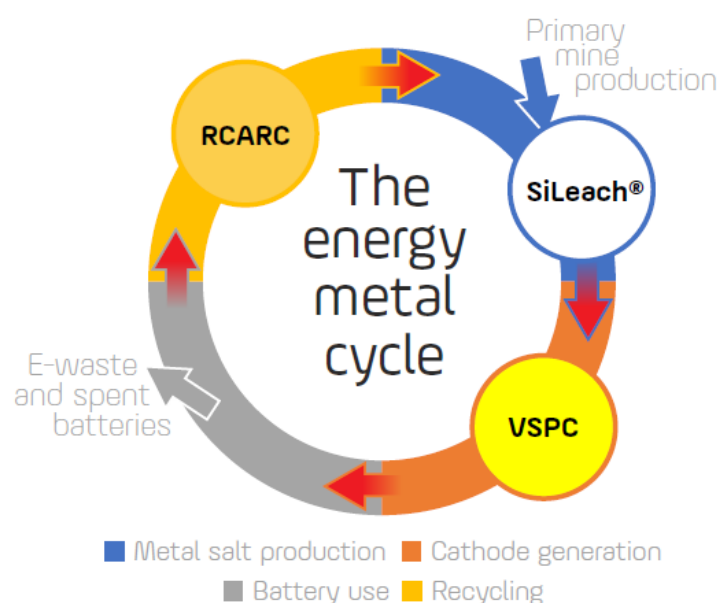 Primary
mine
production
RCARC
SiLeach®
The
energy
metal
cycle
E-waste
and spent
batteries
VSPC
Metal salt production
Cathode generation
Battery use
Recycling